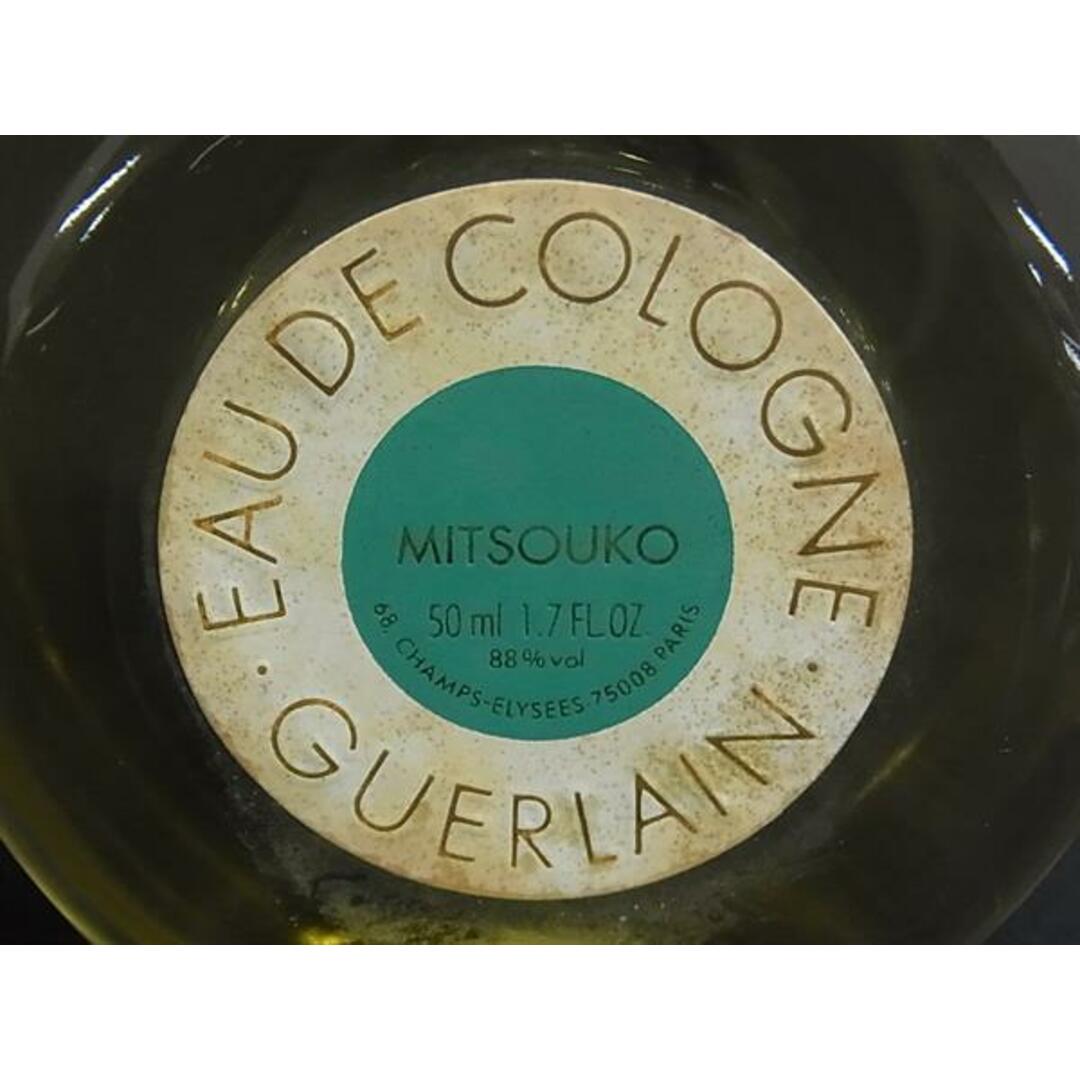 EAU DE COLOGNE
MITSOUKO
50 ml 1.7 FL.OZ.
88% vol
68, CHAMPS-ELYSEES.75008.PARIS
· GUERLAIN ·